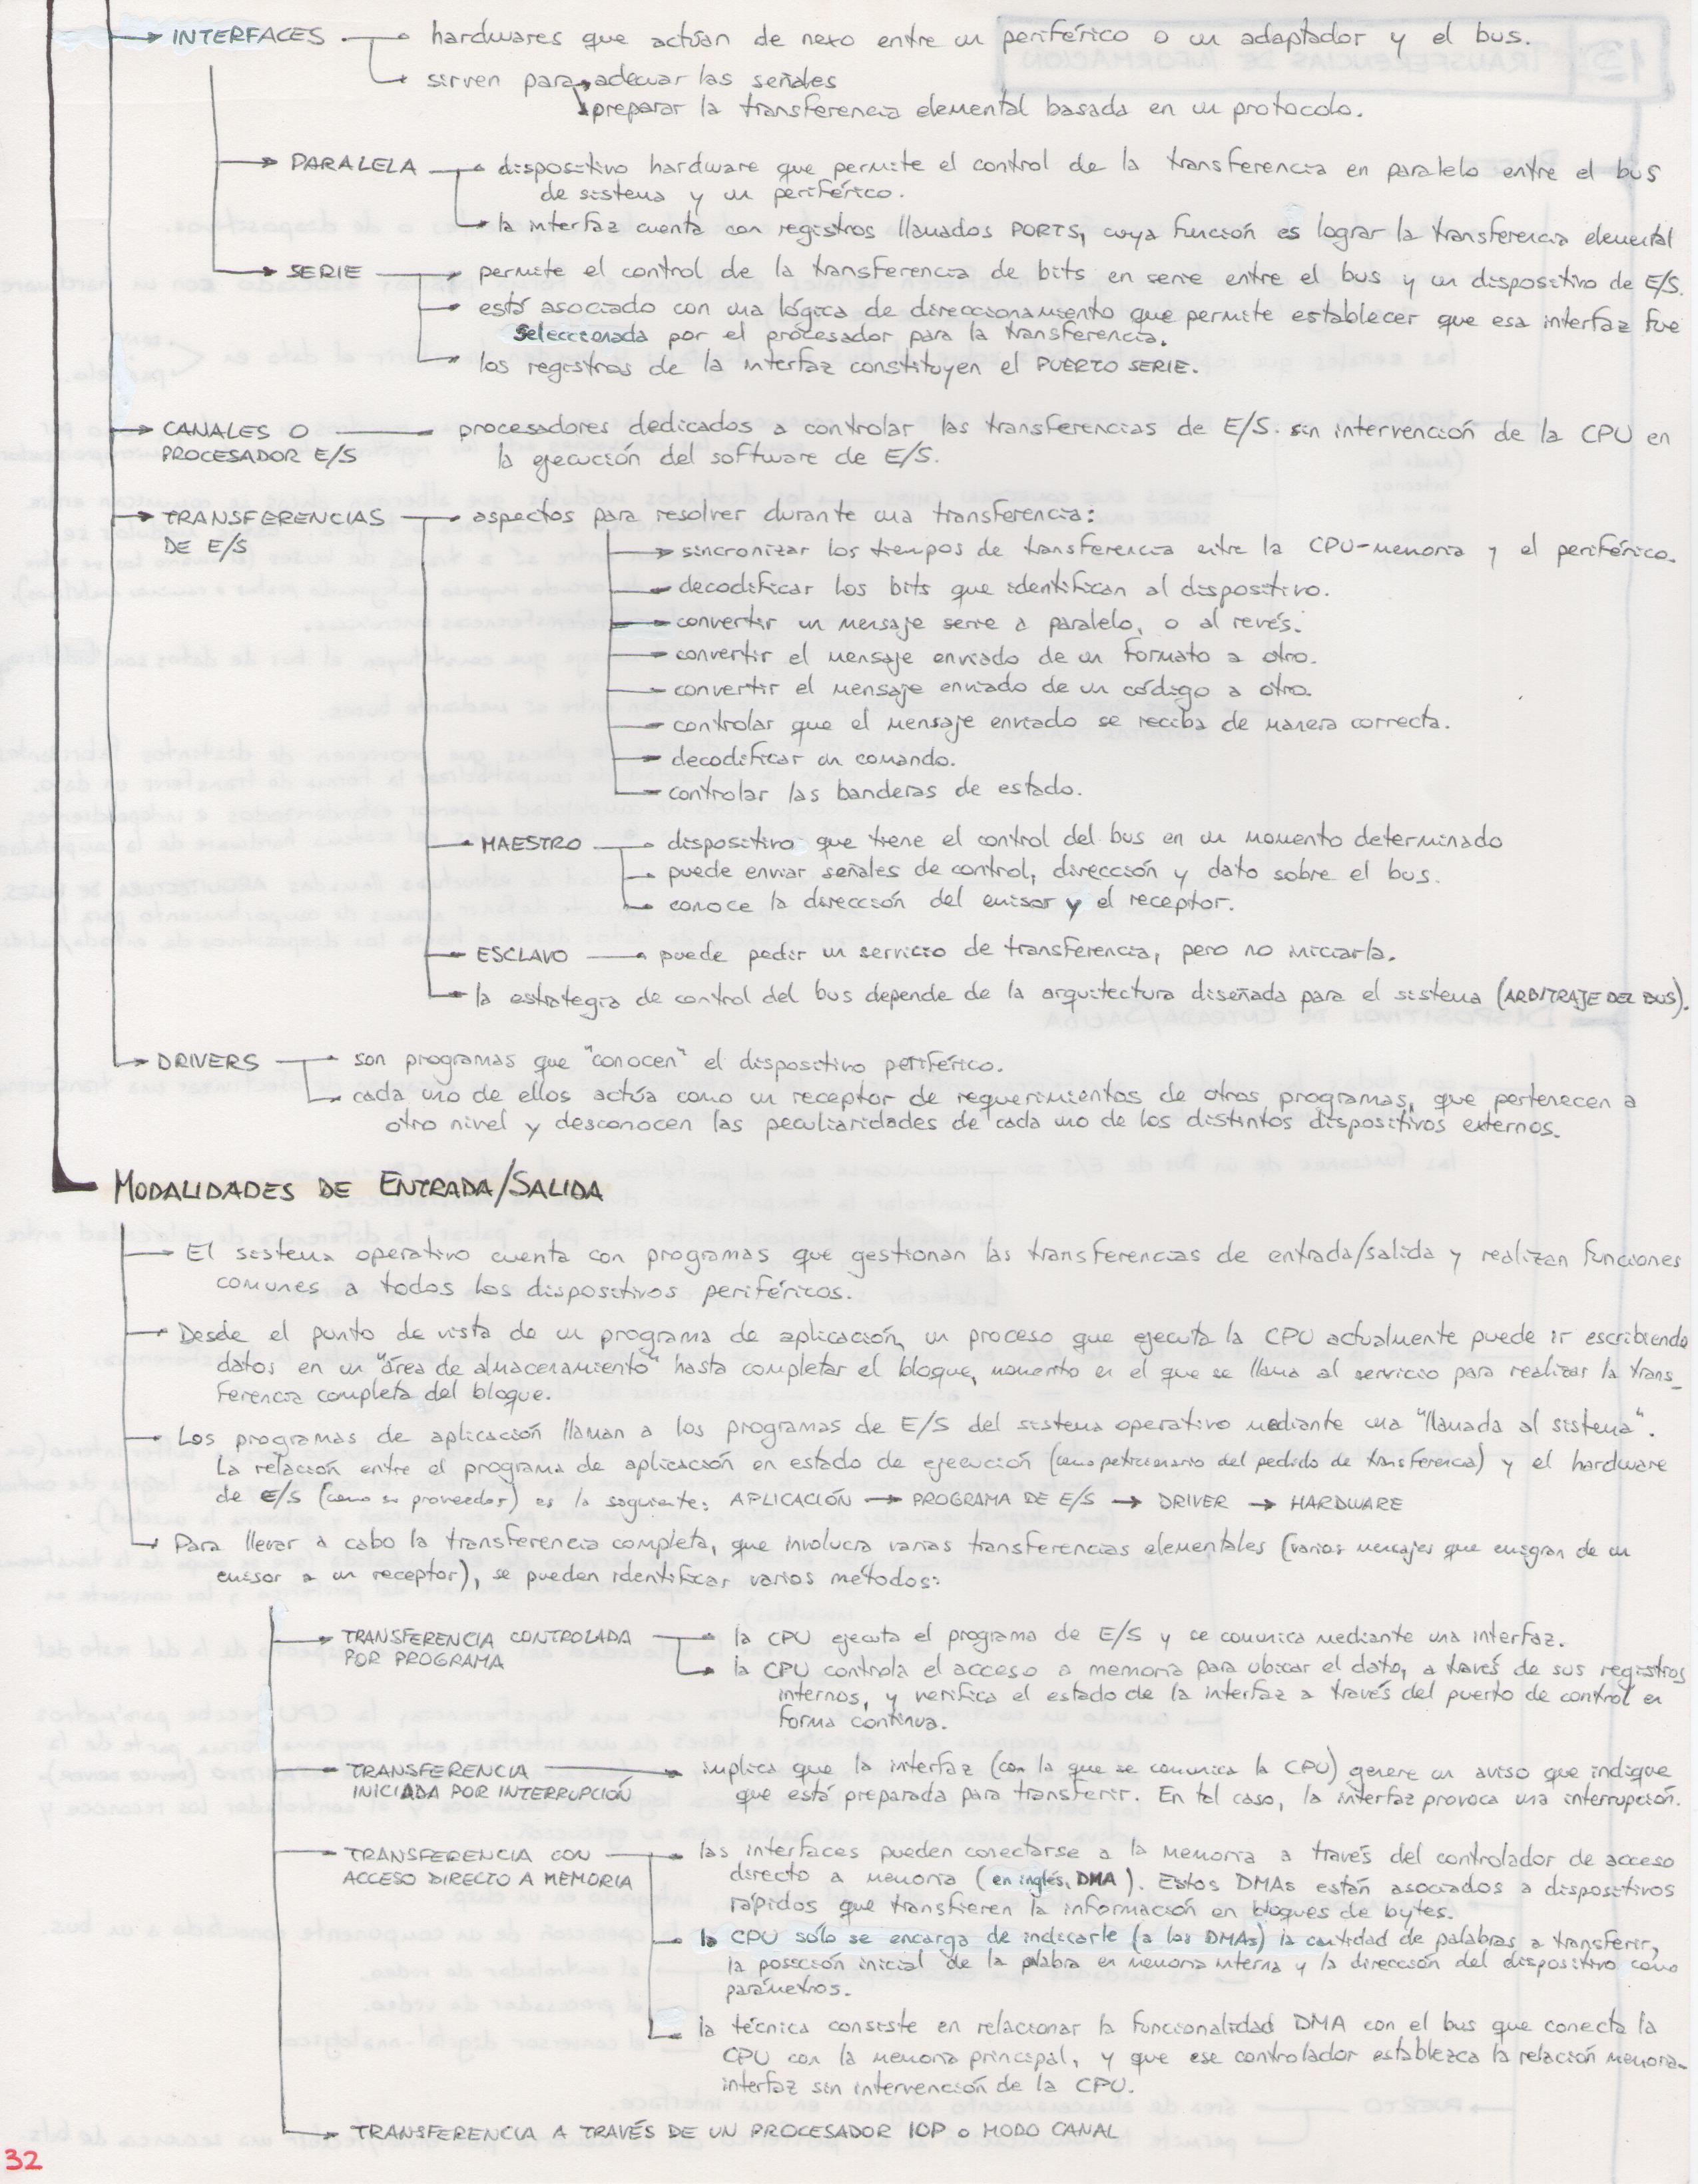 INTERFACES
hardwares que actúan de nexo entre un periférico o un adaptador y el bus.
sirven para adecuar las señales
preparar la transferencia elemental basada en un protocolo.
PARALELA
dispositivo hardware que permite el control de la transferencia en paralelo entre el bus
de sistema y un periférico.
la interfaz cuenta con registros llamados PORTS, cuya función es lograr la transferencia elemental
SERIE
permite el control de la transferencia de bits en serie entre el bus y un dispositivo de E/S.
está asociado con una lógica de direccionamiento que permite establecer que esa interfaz fue
seleccionada por el procesador para la transferencia.
los registros de la interfaz constituyen el PUERTO SERIE.
CANALES O
PROCESADOR E/S
procesadores dedicados a controlar las transferencias de E/S. sin intervención de la CPU en
la ejecución del software de E/S.
TRANSFERENCIAS
DE E/S
aspectos para resolver durante una transferencia:
sincronizar los tiempos de transferencia entre la CPU-memoria y el periférico.
decodificar los bits que identifican al dispositivo.
convertir un mensaje serie a paralelo, o al revés.
convertir el mensaje enviado de un formato a otro.
convertir el mensaje enviado de un código a otro.
controlar que el mensaje enviado se reciba de manera correcta.
decodificar un comando.
controlar las banderas de estado.
MAESTRO
dispositivo que tiene el control del bus en un momento determinado
puede enviar señales de control, dirección y dato sobre el bus.
conoce la dirección del emisor y el receptor.
ESCLAVO
puede pedir un servicio de transferencia, pero no iniciarla.
la estrategia de control del bus depende de la arquitectura diseñada para el sistema (ARBITRAJE DEL BUS).
DRIVERS
son programas que "conocen" el dispositivo periférico.
cada uno de ellos actúa como un receptor de requerimientos de otros programas, que pertenecen a
otro nivel y desconocen las peculiaridades de cada uno de los distintos dispositivos externos.
MODALIDADES DE ENTRADA/SALIDA
El sistema operativo cuenta con programas que gestionan las transferencias de entrada/salida y realizan funciones
comunes a todos los dispositivos periféricos.
Desde el punto de vista de un programa de aplicación, un proceso que ejecuta la CPU actualmente puede ir escribiendo
datos en un "área de almacenamiento" hasta completar el bloque, momento en el que se llama al servicio para realizar la trans_
ferencia completa del bloque.
Los programas de aplicación llaman a los programas de E/S del sistema operativo mediante una "llamada al sistema".
La relación entre el programa de aplicación en estado de ejecución (como peticionario del pedido de transferencia) y el hardware
de E/S (como su proveedor) es la siguiente: APLICACIÓN → PROGRAMA DE E/S → DRIVER → HARDWARE
Para llevar a cabo la transferencia completa, que involucra varias transferencias elementales (varios mensajes que emigran de un
emisor a un receptor), se pueden identificar varios métodos:
TRANSFERENCIA CONTROLADA
POR PROGRAMA
la CPU ejecuta el programa de E/S y se comunica mediante una interfaz.
la CPU controla el acceso a memoria para ubicar el dato, a través de sus registros
internos, y verifica el estado de la interfaz a través del puerto de control en
forma continua.
TRANSFERENCIA
INICIADA POR INTERRUPCIÓN
implica que la interfaz (con la que se comunica la CPU) genere un aviso que indique
que está preparada para transferir. En tal caso, la interfaz provoca una interrupción.
TRANSFERENCIA CON
ACCESO DIRECTO A MEMORIA
las interfaces pueden conectarse a la memoria a través del controlador de acceso
directo a memoria (en inglés, DMA). Estos DMAs están asociados a dispositivos
rápidos que transfieren la información en bloques de bytes.
la CPU sólo se encarga de indicarle (a los DMAs) la cantidad de palabras a transferir,
la posición inicial de la palabra en memoria interna y la dirección del dispositivo como
parámetros.
la técnica consiste en relacionar la funcionalidad DMA con el bus que conecta la
CPU con la memoria principal, y que ese controlador establezca la relación memoria-
interfaz sin intervención de la CPU.
TRANSFERENCIA A TRAVÉS DE UN PROCESADOR IOP o MODO CANAL
32